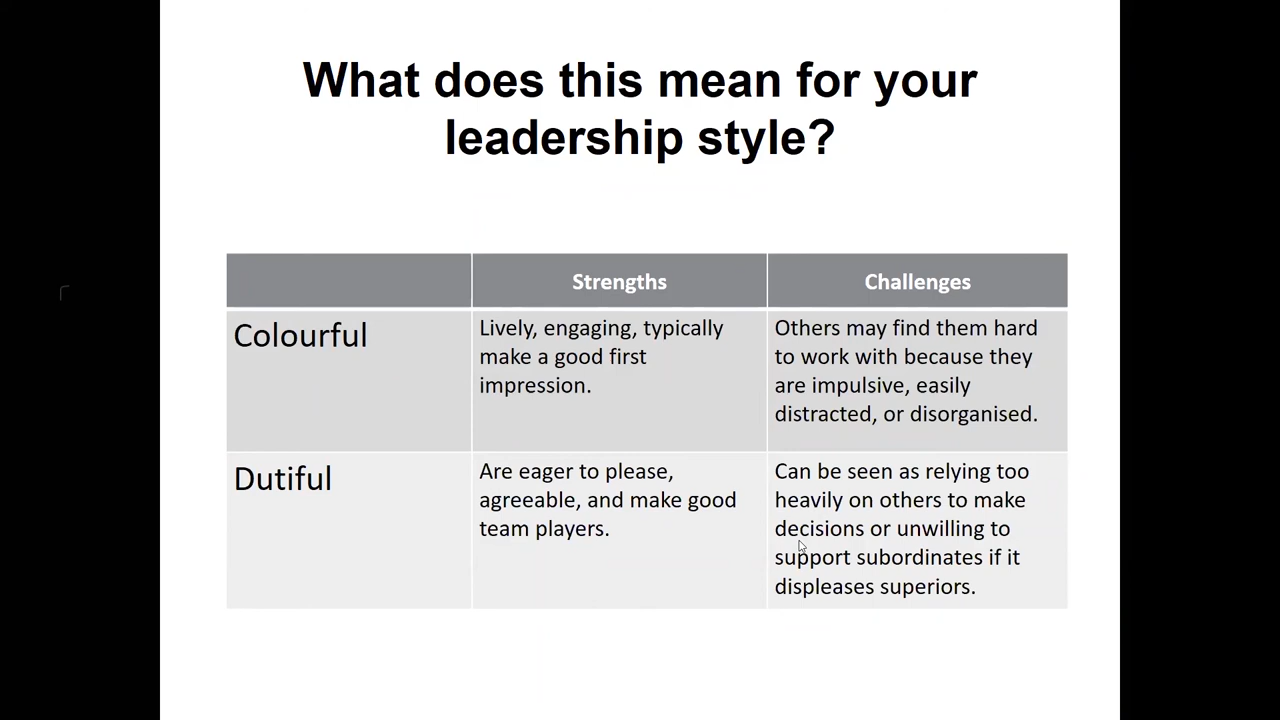 What does this mean for your
leadership style?
Strengths
Challenges
Colourful
Lively, engaging, typically
make a good first
impression.
Others may find them hard
to work with because they
are impulsive, easily
distracted, or disorganised.
Dutiful
Are eager to please,
agreeable, and make good
team players.
Can be seen as relying too
heavily on others to make
decisions or unwilling to
support subordinates if it
displeases superiors.